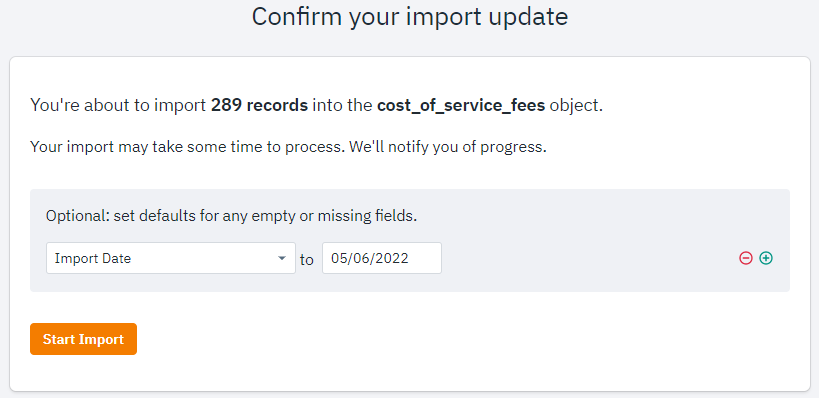 Confirm your import update
You're about to import 289 records into the cost_of_service_fees object.
Your import may take some time to process. We'll notify you of progress.
Optional: set defaults for any empty or missing fields.
Import Date to 05/06/2022
Start Import